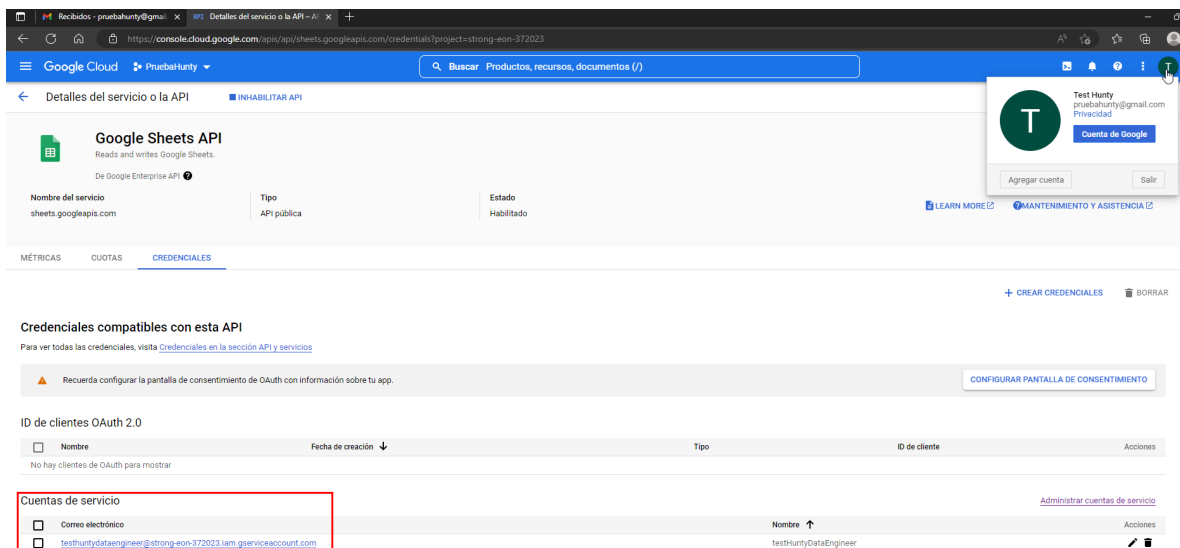 Recibidos - pruebahunty@gmail. X
API Detalles del servicio o la API – AP X +
https://console.cloud.google.com/apis/api/sheets.googleapis.com/credentials?project=strong-eon-372023
Google Cloud PruebaHunty
Buscar Productos, recursos, documentos (/)
T
Detalles del servicio o la API
INHABILITAR API
T
Test Hunty
pruebahunty@gmail.com
Privacidad
Cuenta de Google
Agregar cuenta
Salir
Google Sheets API
Reads and writes Google Sheets.
De Google Enterprise API
Nombre del servicio
sheets.googleapis.com
Tipo
API pública
Estado
Habilitado
LEARN MORE
MANTENIMIENTO Y ASISTENCIA
MÉTRICAS CUOTAS CREDENCIALES
+ CREAR CREDENCIALES BORRAR
Credenciales compatibles con esta API
Para ver todas las credenciales, visita Credenciales en la sección API y servicios
Recuerda configurar la pantalla de consentimiento de OAuth con información sobre tu app.
CONFIGURAR PANTALLA DE CONSENTIMIENTO
ID de clientes OAuth 2.0
Nombre Fecha de creación ↓ Tipo ID de cliente Acciones
No hay clientes de OAuth para mostrar
Cuentas de servicio
Administrar cuentas de servicio
Correo electrónico Nombre ↑ Acciones
testhuntydataengineer@strong-eon-372023.iam.gserviceaccount.com testHuntyDataEngineer